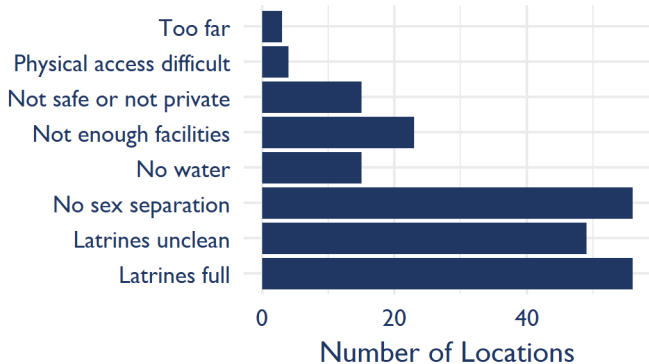 Too far
Physical access difficult
Not safe or not private
Not enough facilities
No water
No sex separation
Latrines unclean
Latrines full
0 20 40
Number of Locations